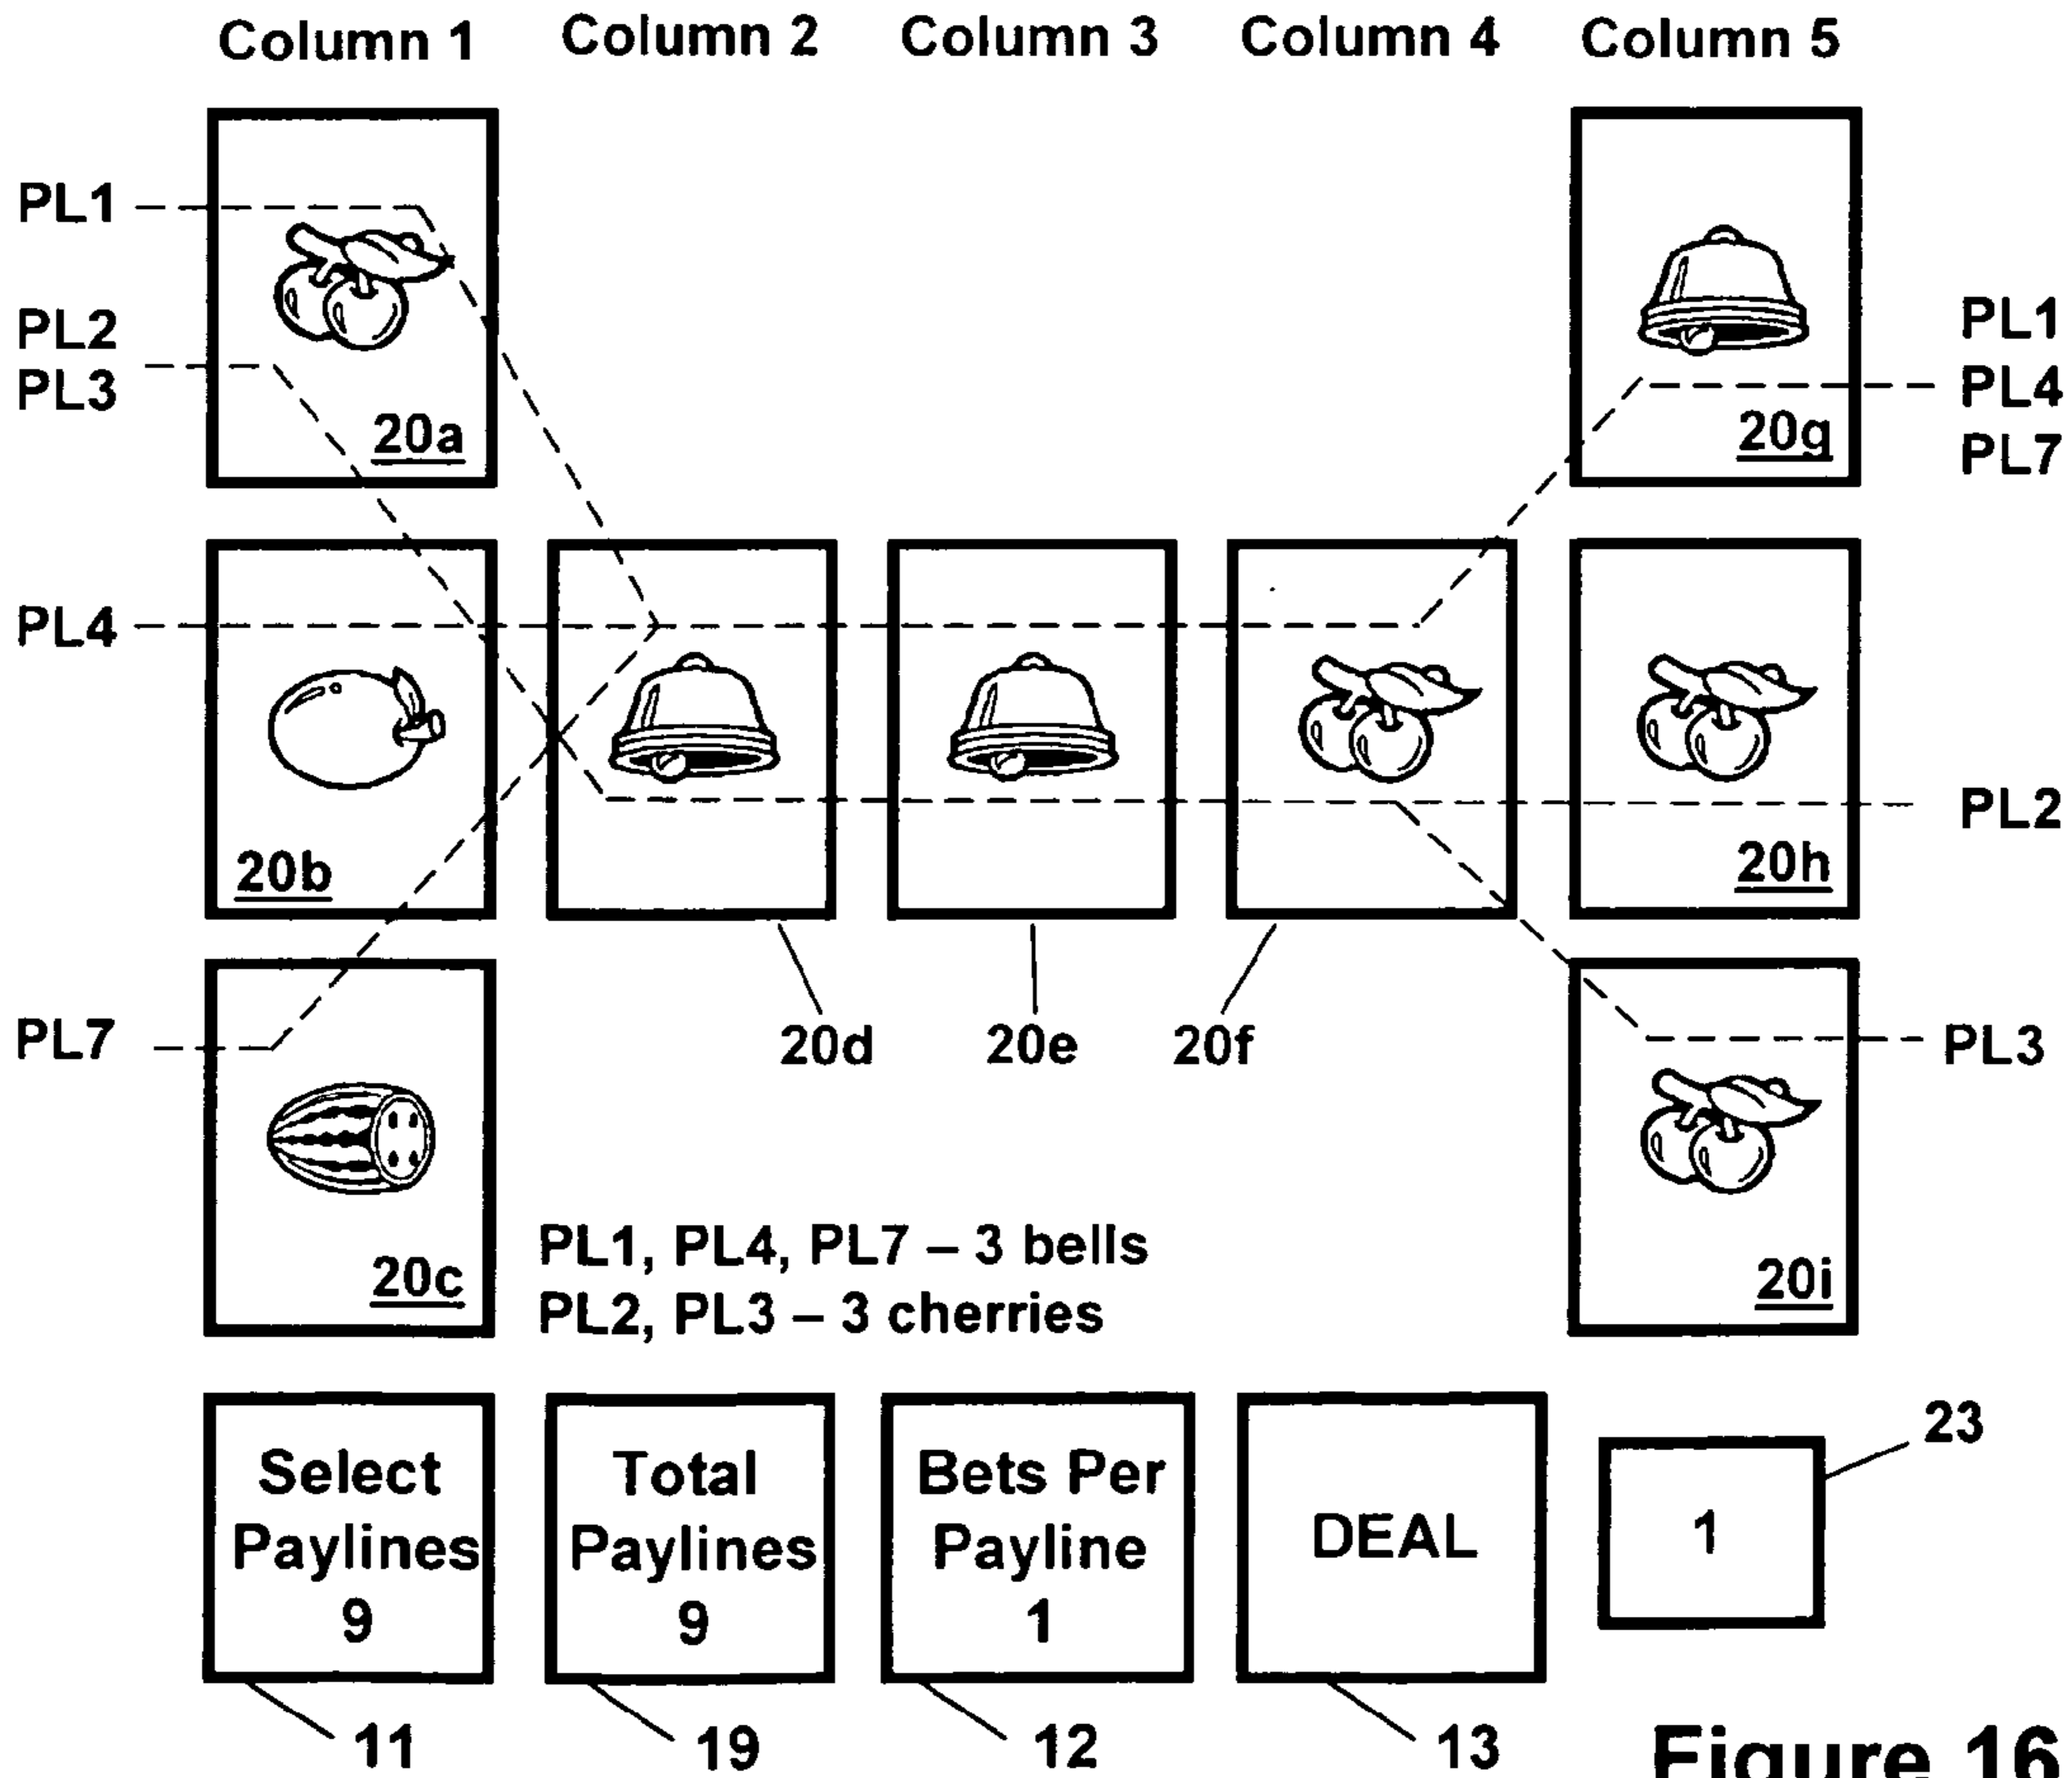 Column 1 Column 2 Column 3 Column 4 Column 5
PL1
PL2
PL3
20a
20g
PL1
PL4
PL7
PL4
20b
20h
PL2
PL7
20d 20e 20f
PL3
20c
20i
PL1, PL4, PL7 – 3 bells
PL2, PL3 – 3 cherries
Select
Paylines
9
Total
Paylines
9
Bets Per
Payline
1
DEAL
1
23
11
19
12
13
Figure 16